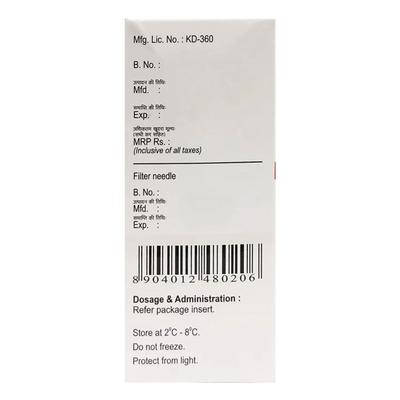 Mfg. Lic. No. : KD-360
B. No. :
उत्पादन की तिथि:
Mfd. :
समाप्ति की तिथि:
Exp. :
अधिकतम खुदरा मूल्यः
(सभी कर सहित)
MRP Rs. :
(Inclusive of all taxes)
Filter needle
B. No. :
उत्पादन की तिथि:
Mfd. :
समाप्ति की तिथि:
Exp. :
8 904012 480206
Dosage & Administration :
Refer package insert.
Store at 2°C - 8°C.
Do not freeze.
Protect from light.